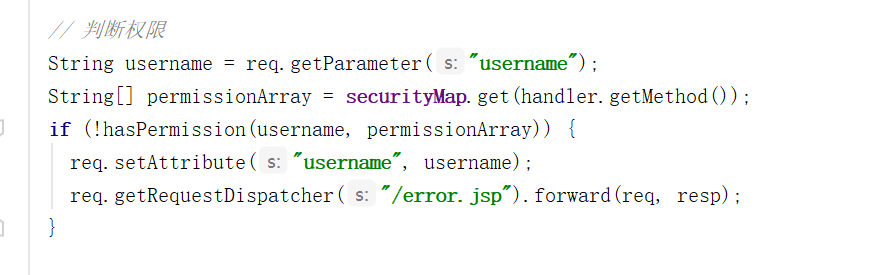 // 判断权限
String username = req.getParameter( s: "username");
String[] permissionArray = securityMap.get(handler.getMethod());
if (!hasPermission(username, permissionArray)) {
req.setAttribute( s: "username", username);
req.getRequestDispatcher( s: "/error.jsp").forward(req, resp);
}